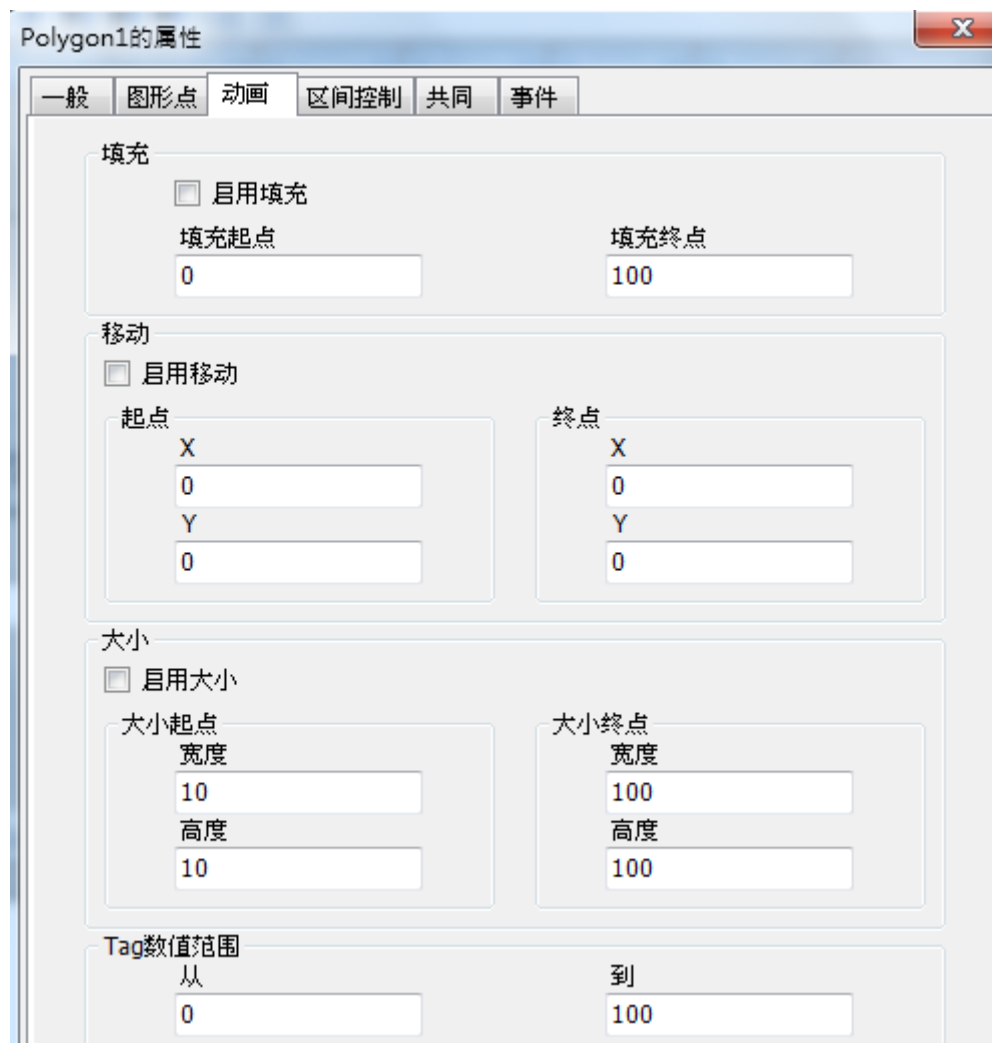 Polygon1的属性
一般 图形点 动画 区间控制 共同 事件
填充
启用填充
填充起点 填充终点
0 100
移动
启用移动
起点 终点
X X
0 0
Y Y
0 0
大小
启用大小
大小起点 大小终点
宽度 宽度
10 100
高度 高度
10 100
Tag数值范围
从 到
0 100